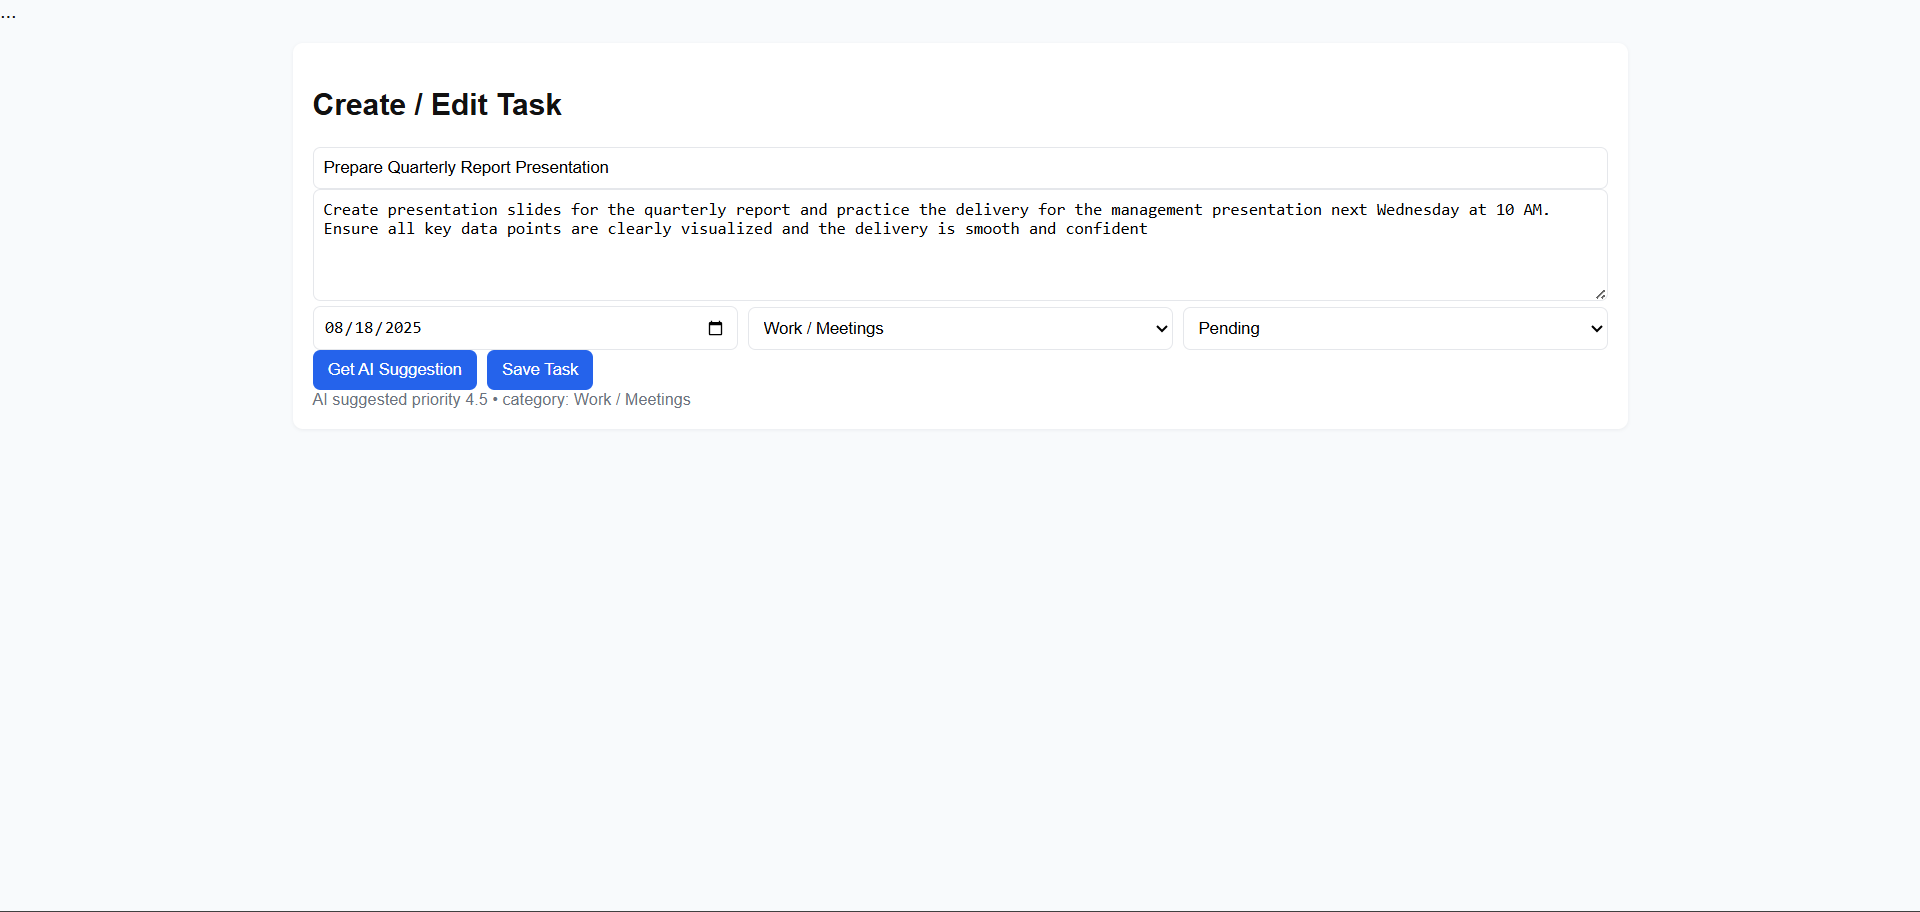 ...
Create / Edit Task
Prepare Quarterly Report Presentation
Create presentation slides for the quarterly report and practice the delivery for the management presentation next Wednesday at 10 AM.
Ensure all key data points are clearly visualized and the delivery is smooth and confident
08/18/2025
Work / Meetings
Pending
Get AI Suggestion
Save Task
AI suggested priority 4.5 • category: Work / Meetings